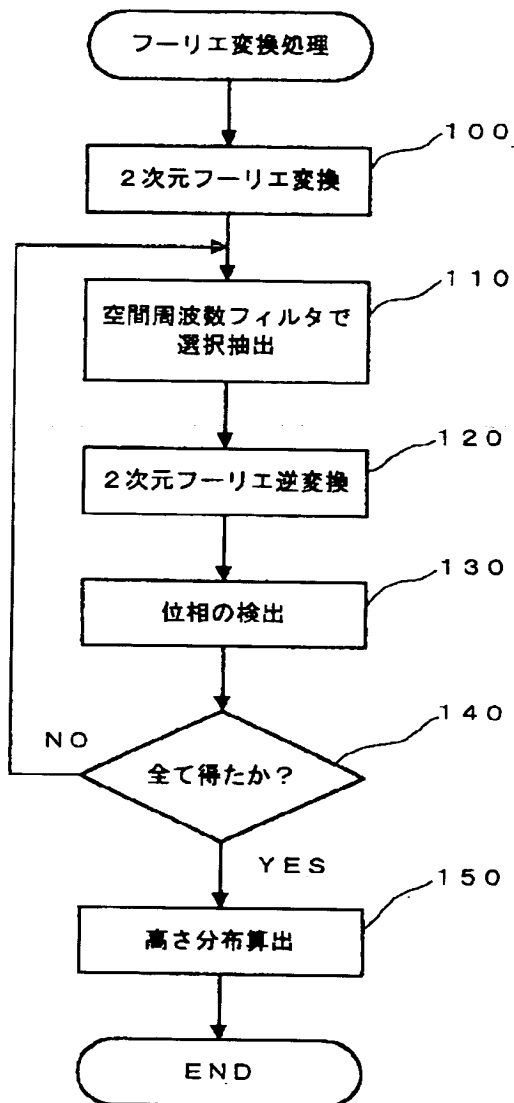 フーリエ変換処理
100
2次元フーリエ変換
110
空間周波数フィルタで
選択抽出
120
2次元フーリエ逆変換
130
位相の検出
140
NO
全て得たか?
YES
150
高さ分布算出
END